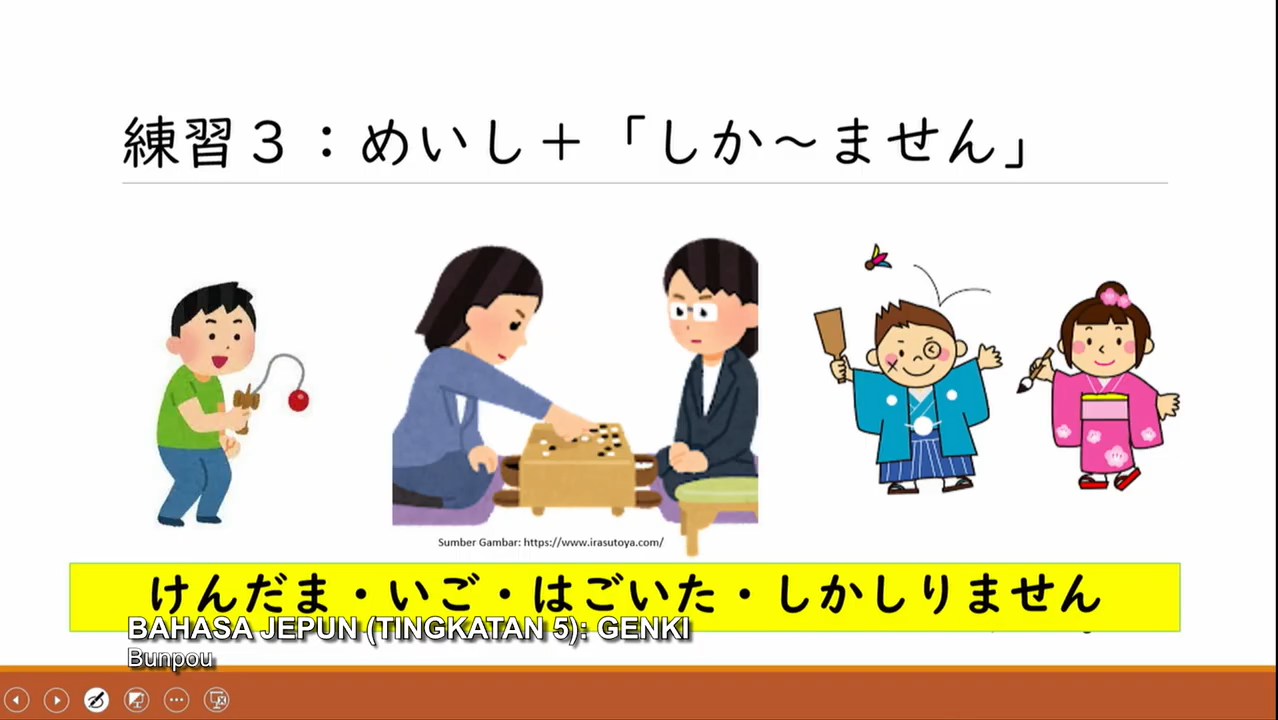 練習３：めいし＋「しか～ません」
Sumber Gambar: https://www.irasutoya.com/
けんだま・いご・はごいた・しかしりません
BAHASA JEPUN (TINGKATAN 5): GENKI
Bunpou